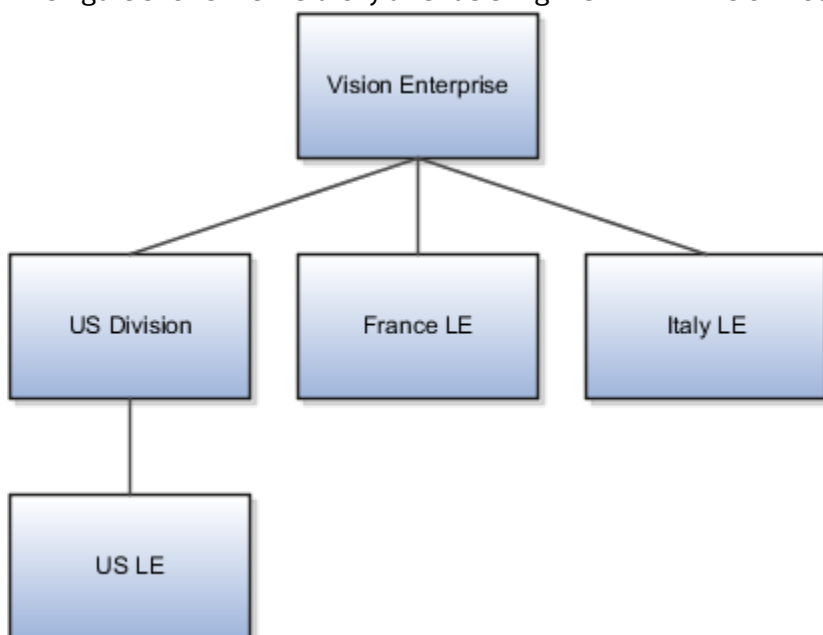 Vision Enterprise
US Division
France LE
Italy LE
US LE